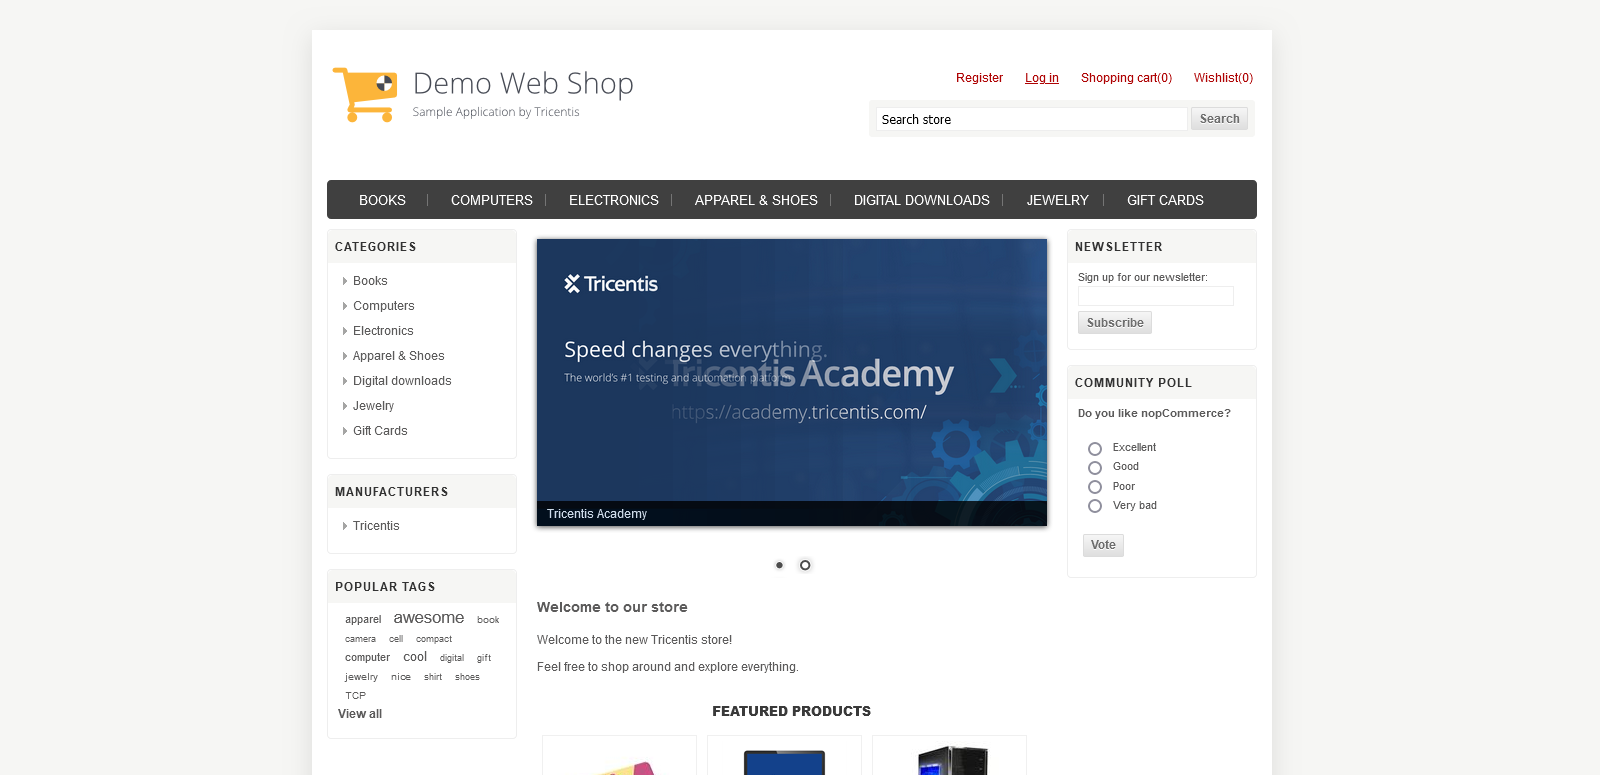 Demo Web Shop
Sample Application by Tricentis
Register Log in Shopping cart(0) Wishlist(0)
Search store Search
BOOKS COMPUTERS ELECTRONICS APPAREL & SHOES DIGITAL DOWNLOADS JEWELRY GIFT CARDS
CATEGORIES
Books
Computers
Electronics
Apparel & Shoes
Digital downloads
Jewelry
Gift Cards
MANUFACTURERS
Tricentis
POPULAR TAGS
apparel awesome book
camera cell compact
computer cool digital gift
jewelry nice shirt shoes
TCP
View all
Tricentis
Speed changes everything.
Tricentis Academy
The world's #1 testing and automation platform
https://academy.tricentis.com/
Tricentis Academy
Welcome to our store
Welcome to the new Tricentis store!
Feel free to shop around and explore everything.
FEATURED PRODUCTS
NEWSLETTER
Sign up for our newsletter:
Subscribe
COMMUNITY POLL
Do you like nopCommerce?
Excellent
Good
Poor
Very bad
Vote